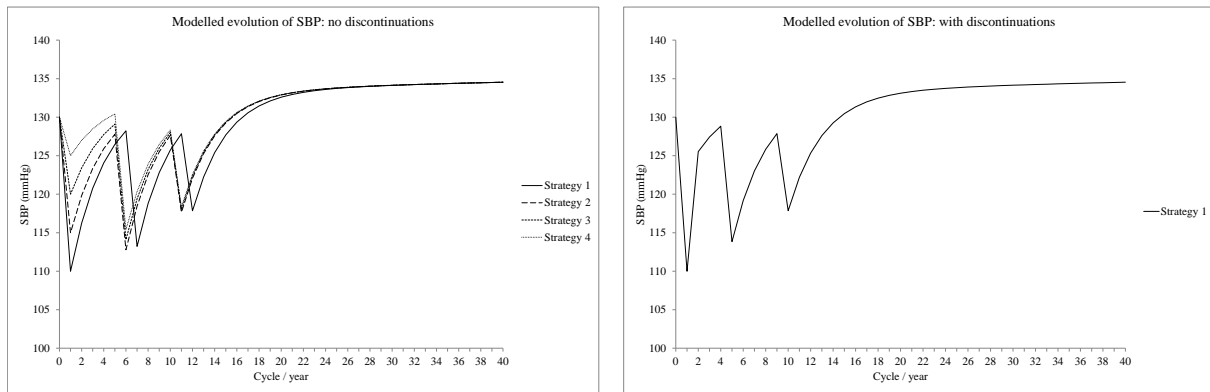 Modelled evolution of SBP: no discontinuations
140
135
130
125
120
115
110
105
100
SBP (mmHg)
0 2 4 6 8 10 12 14 16 18 20 22 24 26 28 30 32 34 36 38 40
Cycle / year
Strategy 1
Strategy 2
Strategy 3
Strategy 4
Modelled evolution of SBP: with discontinuations
140
135
130
125
120
115
110
105
100
SBP (mmHg)
0 2 4 6 8 10 12 14 16 18 20 22 24 26 28 30 32 34 36 38 40
Cycle / year
Strategy 1